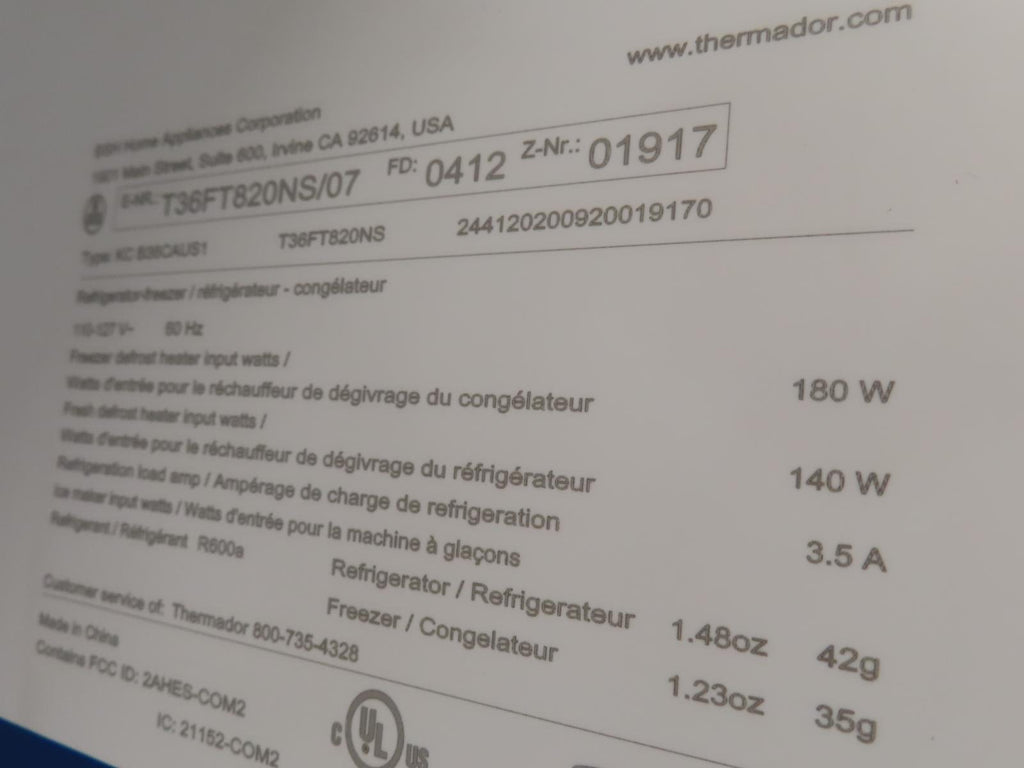 www.thermador.com
BSH Home Appliances Corporation
1901 Main Street, Suite 600, Irvine CA 92614, USA
E-NR.: T36FT820NS/07 FD: 0412 Z-Nr.: 01917
Type: KC B36CAUS1 T36FT820NS 244120200920019170
Refrigerator-freezer / réfrigérateur - congélateur
110-127 V~ 60 Hz
Freezer defrost heater input watts /
Watts d'entrée pour le réchauffeur de dégivrage du congélateur 180 W
Fresh defrost heater input watts /
Watts d'entrée pour le réchauffeur de dégivrage du réfrigérateur 140 W
Refrigeration load amp / Ampérage de charge de refrigeration 3.5 A
Ice maker input watts / Watts d'entrée pour la machine à glaçons
Refrigerant / Réfrigérant R600a
Refrigerator / Refrigerateur 1.48oz 42g
Freezer / Congelateur 1.23oz 35g
Customer service of: Thermador 800-735-4328
Made in China
Contains FCC ID: 2AHES-COM2
IC: 21152-COM2
C UL US